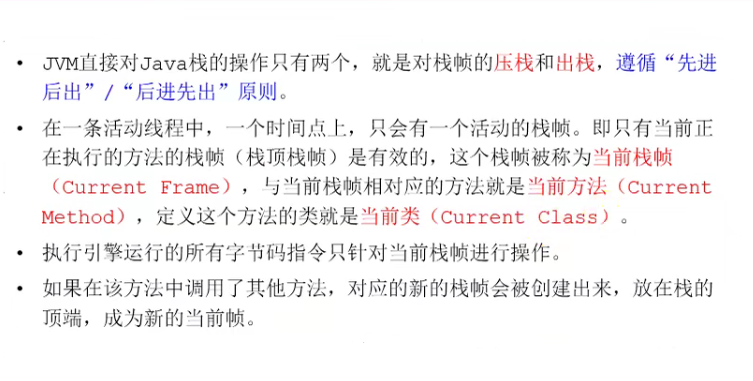 • JVM直接对Java栈的操作只有两个，就是对栈帧的压栈和出栈，遵循“先进
后出”/“后进先出”原则。
• 在一条活动线程中，一个时间点上，只会有一个活动的栈帧。即只有当前正
在执行的方法的栈帧（栈顶栈帧）是有效的，这个栈帧被称为当前栈帧
（Current Frame），与当前栈帧相对应的方法就是当前方法（Current
Method），定义这个方法的类就是当前类（Current Class）。
• 执行引擎运行的所有字节码指令只针对当前栈帧进行操作。
• 如果在该方法中调用了其他方法，对应的新的栈帧会被创建出来，放在栈的
顶端，成为新的当前帧。